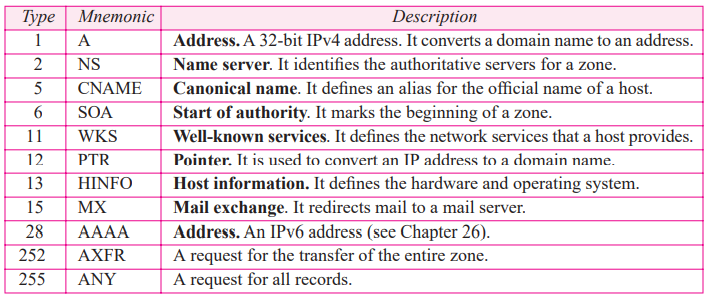 Type Mnemonic Description
1 A Address. A 32-bit IPv4 address. It converts a domain name to an address.
2 NS Name server. It identifies the authoritative servers for a zone.
5 CNAME Canonical name. It defines an alias for the official name of a host.
6 SOA Start of authority. It marks the beginning of a zone.
11 WKS Well-known services. It defines the network services that a host provides.
12 PTR Pointer. It is used to convert an IP address to a domain name.
13 HINFO Host information. It defines the hardware and operating system.
15 MX Mail exchange. It redirects mail to a mail server.
28 AAAA Address. An IPv6 address (see Chapter 26).
252 AXFR A request for the transfer of the entire zone.
255 ANY A request for all records.